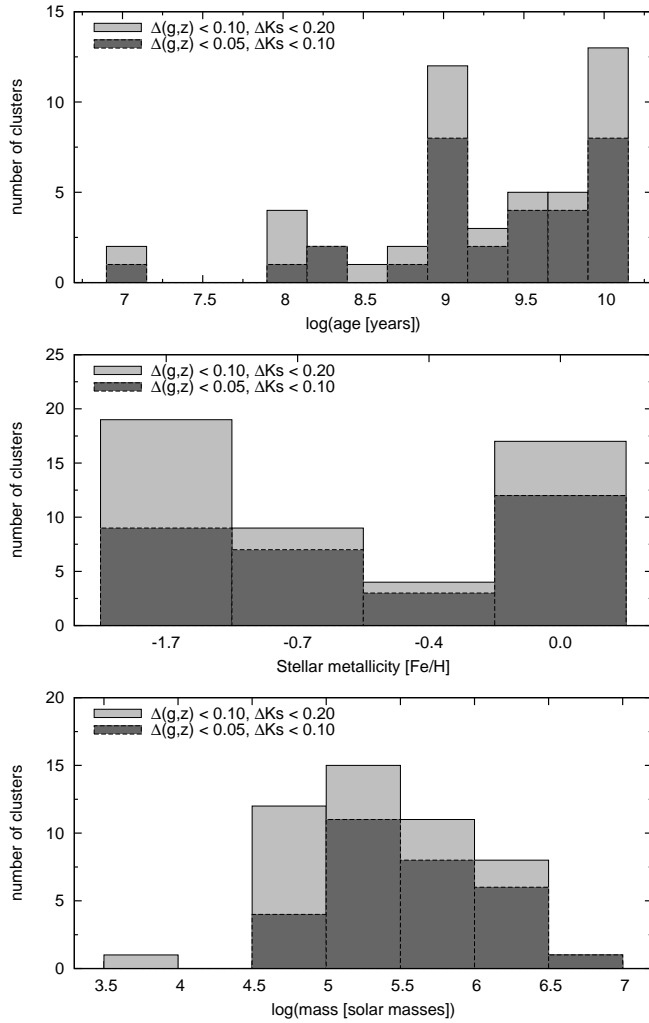 15
10
5
0
number of clusters
Δ(g,z) < 0.10, ΔKs < 0.20
Δ(g,z) < 0.05, ΔKs < 0.10
7 7.5 8 8.5 9 9.5 10
log(age [years])
25
20
15
10
5
0
number of clusters
Δ(g,z) < 0.10, ΔKs < 0.20
Δ(g,z) < 0.05, ΔKs < 0.10
-1.7 -0.7 -0.4 0.0
Stellar metallicity [Fe/H]
20
15
10
5
0
number of clusters
Δ(g,z) < 0.10, ΔKs < 0.20
Δ(g,z) < 0.05, ΔKs < 0.10
3.5 4 4.5 5 5.5 6 6.5 7
log(mass [solar masses])